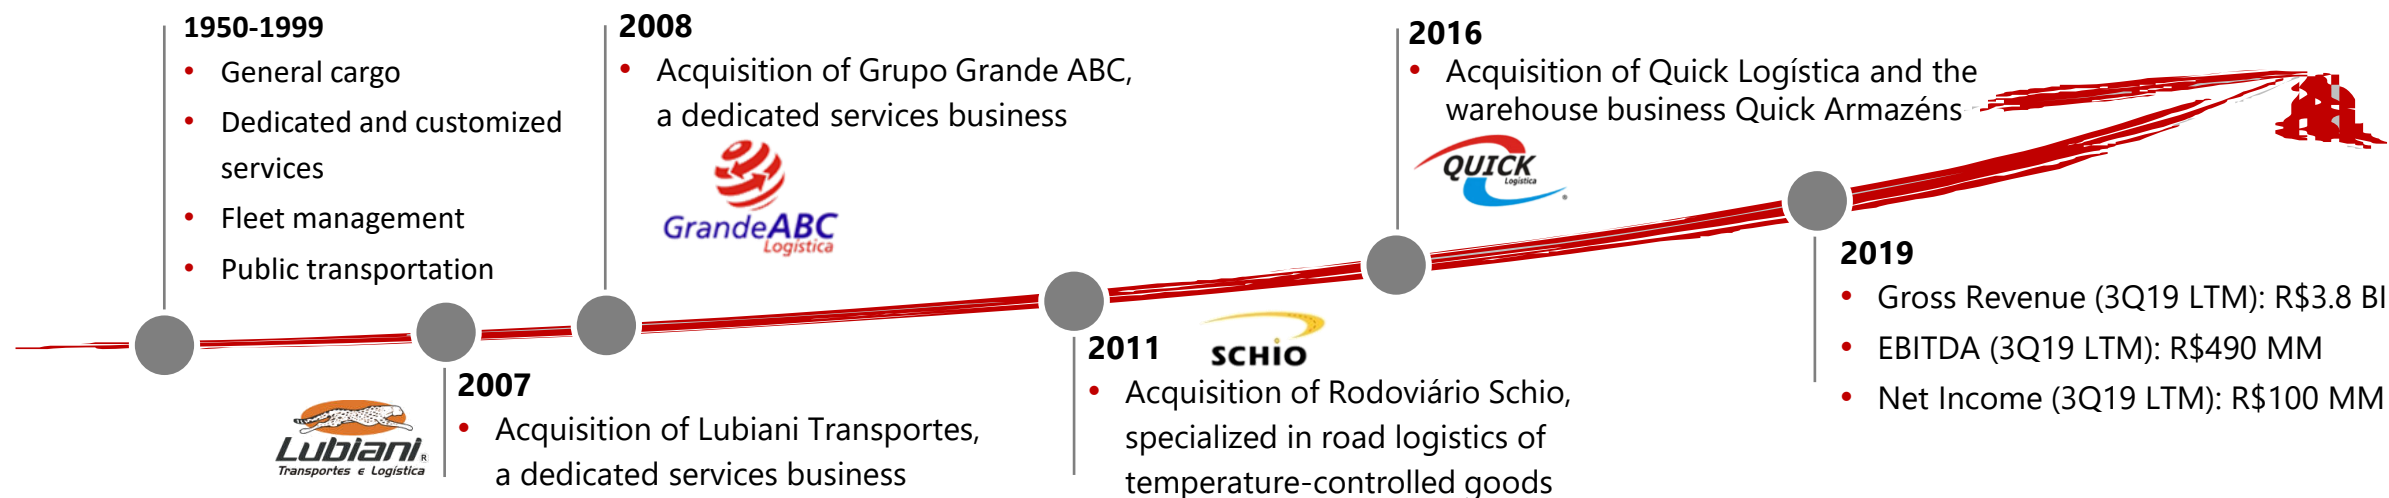 1950-1999
• General cargo
• Dedicated and customized
services
• Fleet management
• Public transportation
Lubiani®
Transportes e Logística
2007
• Acquisition of Lubiani Transportes,
a dedicated services business
2008
• Acquisition of Grupo Grande ABC,
a dedicated services business
GrandeABC
Logística
2011
SCHIO
• Acquisition of Rodoviário Schio,
specialized in road logistics of
temperature-controlled goods
2016
• Acquisition of Quick Logística and the
warehouse business Quick Armazéns
QUICK
Logística
®
2019
• Gross Revenue (3Q19 LTM): R$3.8 BI
• EBITDA (3Q19 LTM): R$490 MM
• Net Income (3Q19 LTM): R$100 MM